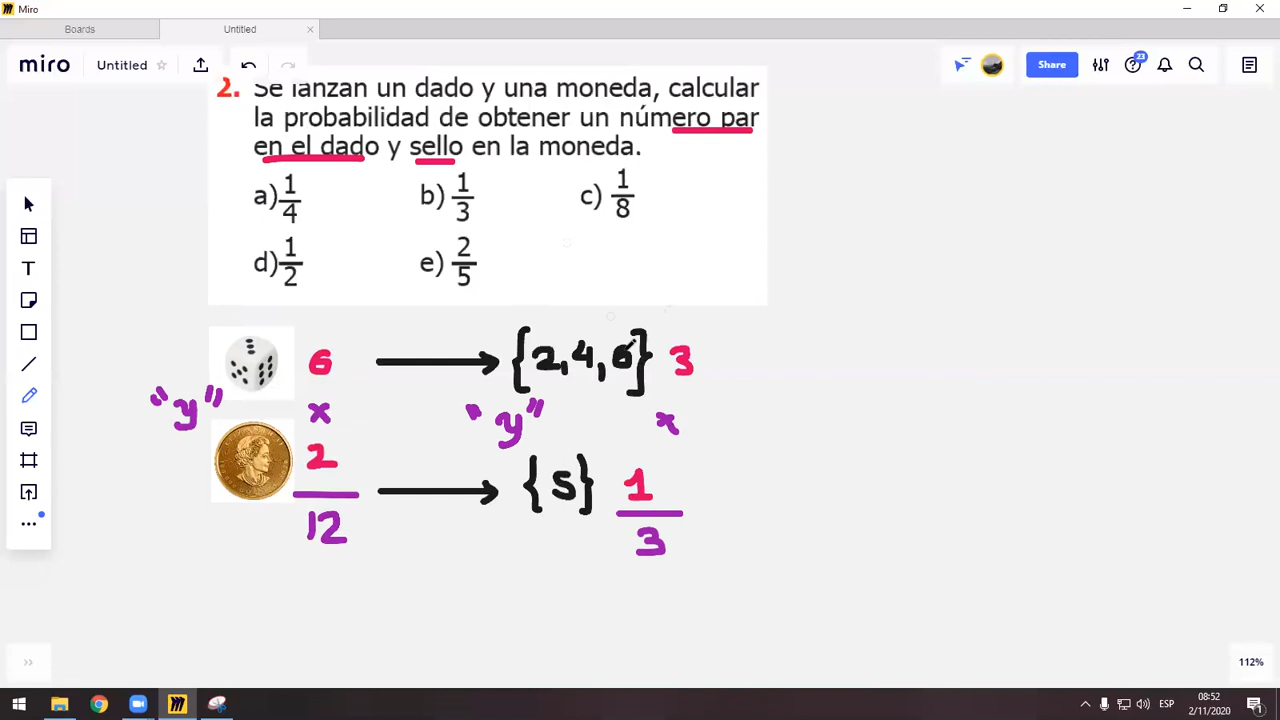 Miro
Boards
Untitled
miro
Untitled
23
Share
2. Se lanzan un dado y una moneda, calcular
la probabilidad de obtener un número par
en el dado y sello en la moneda.
a) 1/4 b) 1/3 c) 1/8
d) 1/2 e) 2/5
6 {2,4,6} 3
"y" x "y" x
2 {S} 1
12 3
112%
ESP
08:52
2/11/2020
1